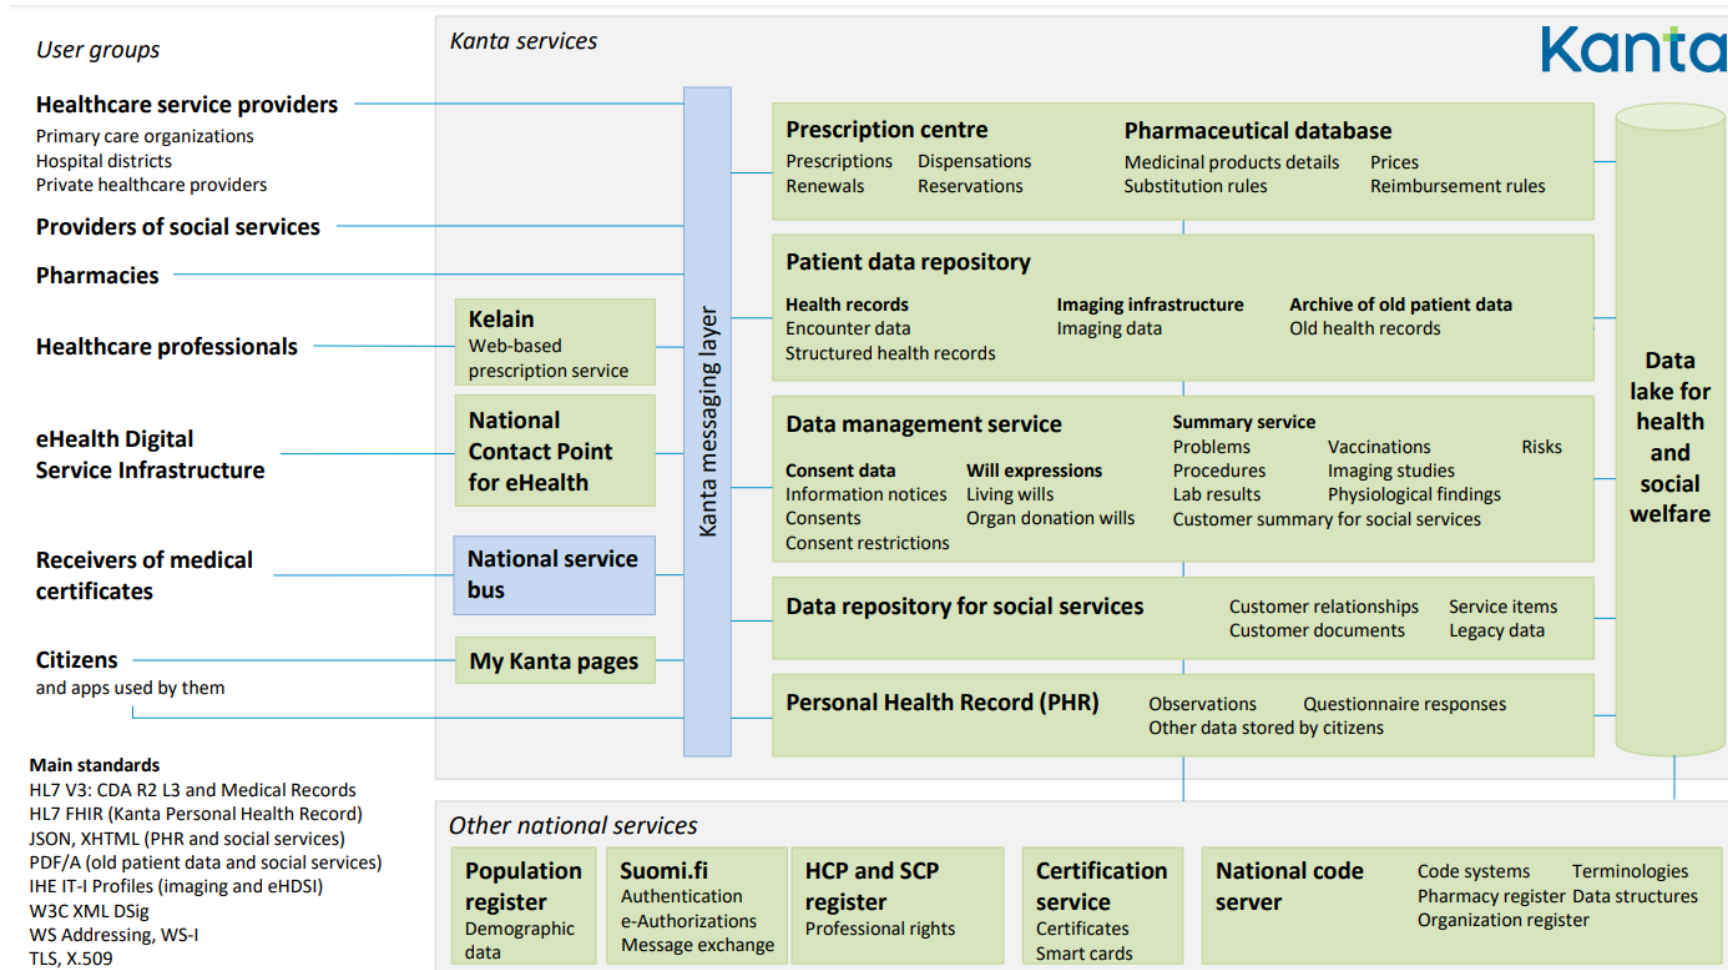 User groups
Healthcare service providers
Primary care organizations
Hospital districts
Private healthcare providers
Providers of social services
Pharmacies
Healthcare professionals
eHealth Digital
Service Infrastructure
Receivers of medical
certificates
Citizens
and apps used by them
Main standards
HL7 V3: CDA R2 L3 and Medical Records
HL7 FHIR (Kanta Personal Health Record)
JSON, XHTML (PHR and social services)
PDF/A (old patient data and social services)
IHE IT-I Profiles (imaging and eHDSI)
W3C XML DSig
WS Addressing, WS-I
TLS, X.509
Kanta services
Kanta
Kelain
Web-based
prescription service
National
Contact Point
for eHealth
National service
bus
My Kanta pages
Kanta messaging layer
Prescription centre
Prescriptions Dispensations
Renewals Reservations
Pharmaceutical database
Medicinal products details Prices
Substitution rules Reimbursement rules
Patient data repository
Health records
Encounter data
Structured health records
Imaging infrastructure
Imaging data
Archive of old patient data
Old health records
Data management service
Consent data
Information notices
Consents
Consent restrictions
Will expressions
Living wills
Organ donation wills
Summary service
Problems Vaccinations Risks
Procedures Imaging studies
Lab results Physiological findings
Customer summary for social services
Data repository for social services
Customer relationships Service items
Customer documents Legacy data
Personal Health Record (PHR)
Observations Questionnaire responses
Other data stored by citizens
Data
lake for
health
and
social
welfare
Other national services
Population
register
Demographic
data
Suomi.fi
Authentication
e-Authorizations
Message exchange
HCP and SCP
register
Professional rights
Certification
service
Certificates
Smart cards
National code
server
Code systems Terminologies
Pharmacy register Data structures
Organization register